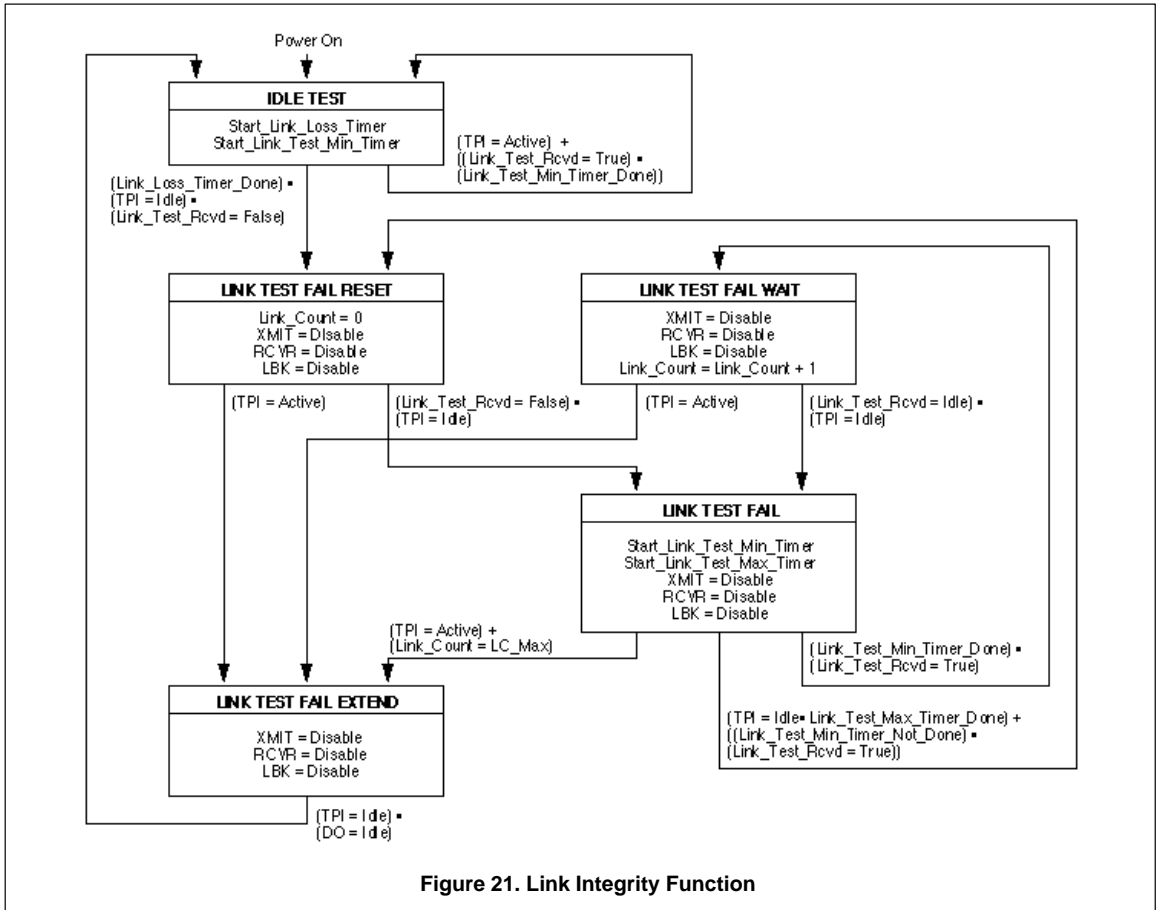 Power On
IDLE TEST
Start_Link_Loss_Timer
Start_Link_Test_Min_Timer
(TPI = Active) +
((Link_Test_Rcvd = True) ▪
(Link_Test_Min_Timer_Done))
(Link_Loss_Timer_Done) ▪
(TPI = Idle) ▪
(Link_Test_Rcvd = False)
LINK TEST FAIL RESET
Link_Count = 0
XMIT = Disable
RCVR = Disable
LBK = Disable
LINK TEST FAIL WAIT
XMIT = Disable
RCVR = Disable
LBK = Disable
Link_Count = Link_Count + 1
(TPI = Active)
(Link_Test_Rcvd = False) ▪
(TPI = Idle)
(TPI = Active)
(Link_Test_Rcvd = Idle) ▪
(TPI = Idle)
LINK TEST FAIL
Start_Link_Test_Min_Timer
Start_Link_Test_Max_Timer
XMIT = Disable
RCVR = Disable
LBK = Disable
(TPI = Active) +
(Link_Count = LC_Max)
(Link_Test_Min_Timer_Done) ▪
(Link_Test_Rcvd = True)
LINK TEST FAIL EXTEND
XMIT = Disable
RCVR = Disable
LBK = Disable
(TPI = Idle ▪ Link_Test_Max_Timer_Done) +
((Link_Test_Min_Timer_Not_Done) ▪
(Link_Test_Rcvd = True))
(TPI = Idle) ▪
(DO = Idle)
Figure 21. Link Integrity Function